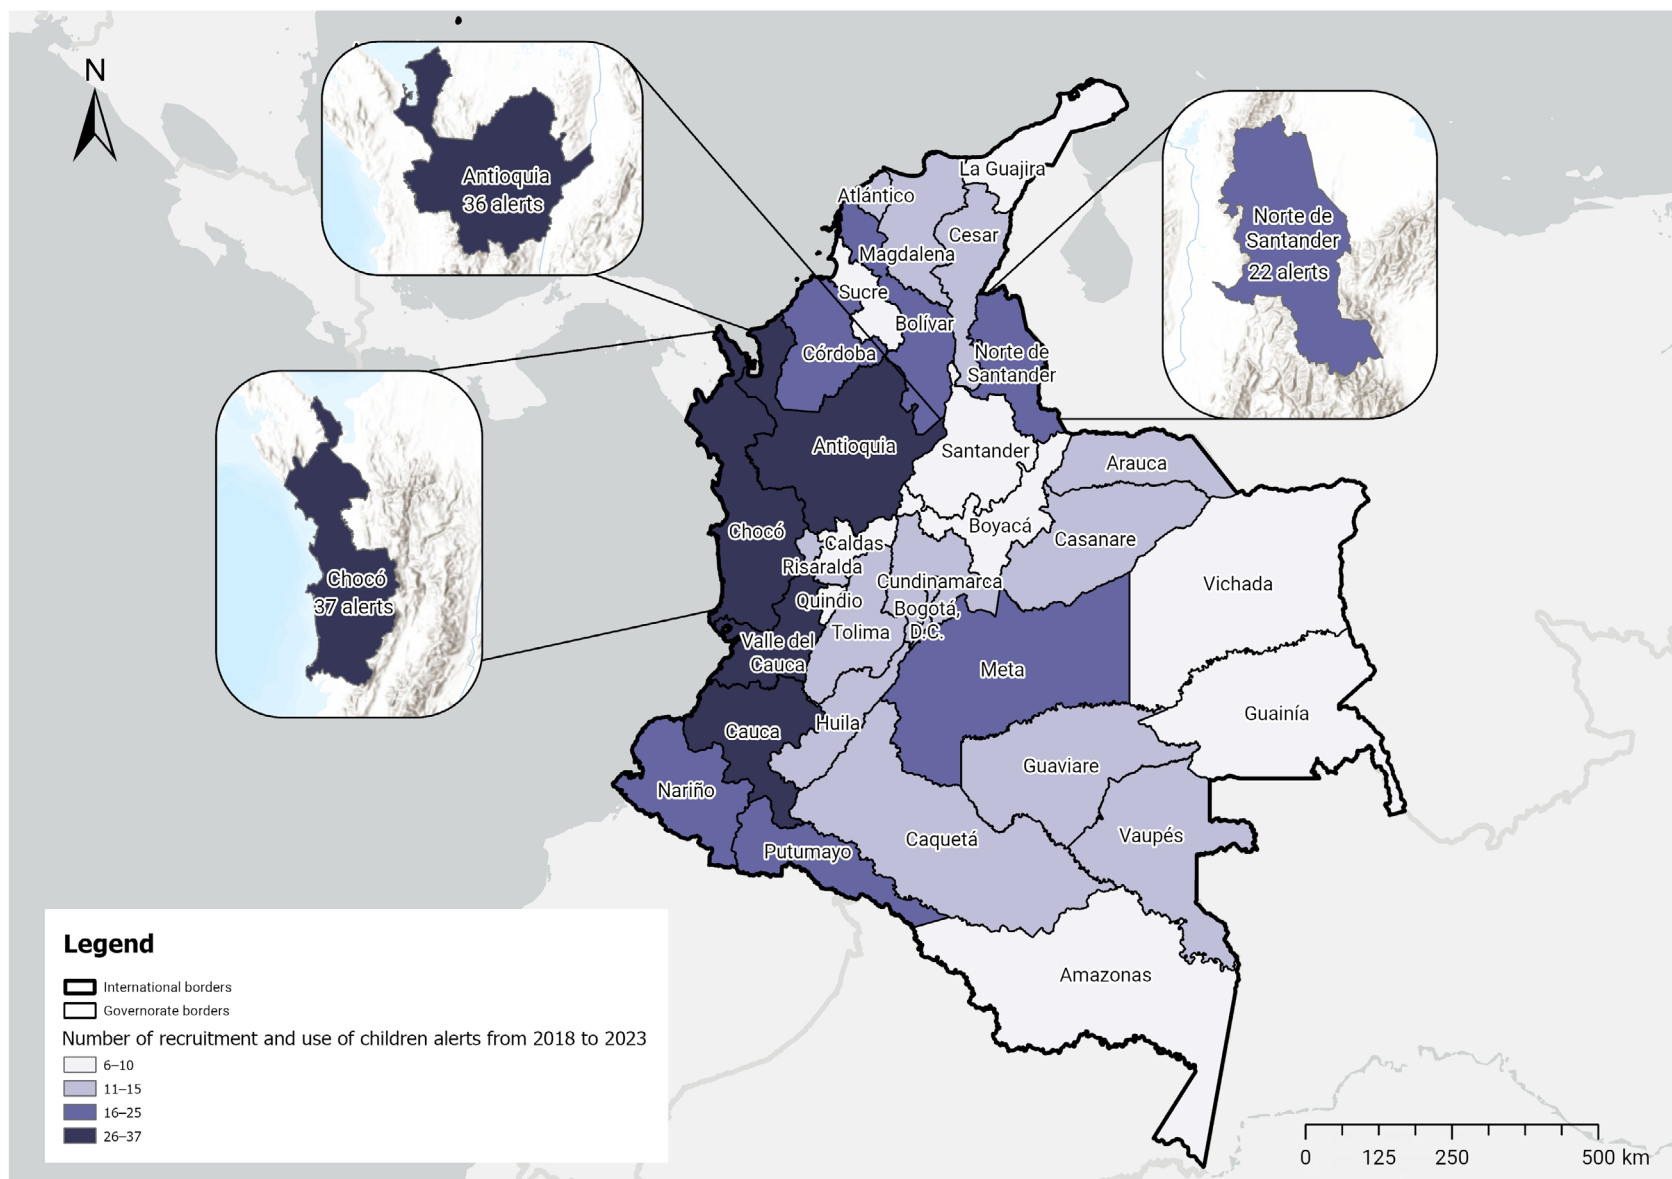 N
Antioquia
36 alerts
Norte de
Santander
22 alerts
Chocó
37 alerts
La Guajira
Atlántico
Cesar
Magdalena
Sucre
Bolívar
Córdoba
Norte de
Santander
Antioquia
Santander
Arauca
Chocó
Boyacá
Caldas
Casanare
Risaralda
Cundinamarca
Vichada
Quindio
Bogotá,
D.C.
Tolima
Valle del
Cauca
Meta
Guainía
Huila
Cauca
Guaviare
Nariño
Vaupés
Caquetá
Putumayo
Amazonas
Legend
International borders
Governorate borders
Number of recruitment and use of children alerts from 2018 to 2023
6–10
11–15
16–25
26–37
0 125 250 500 km